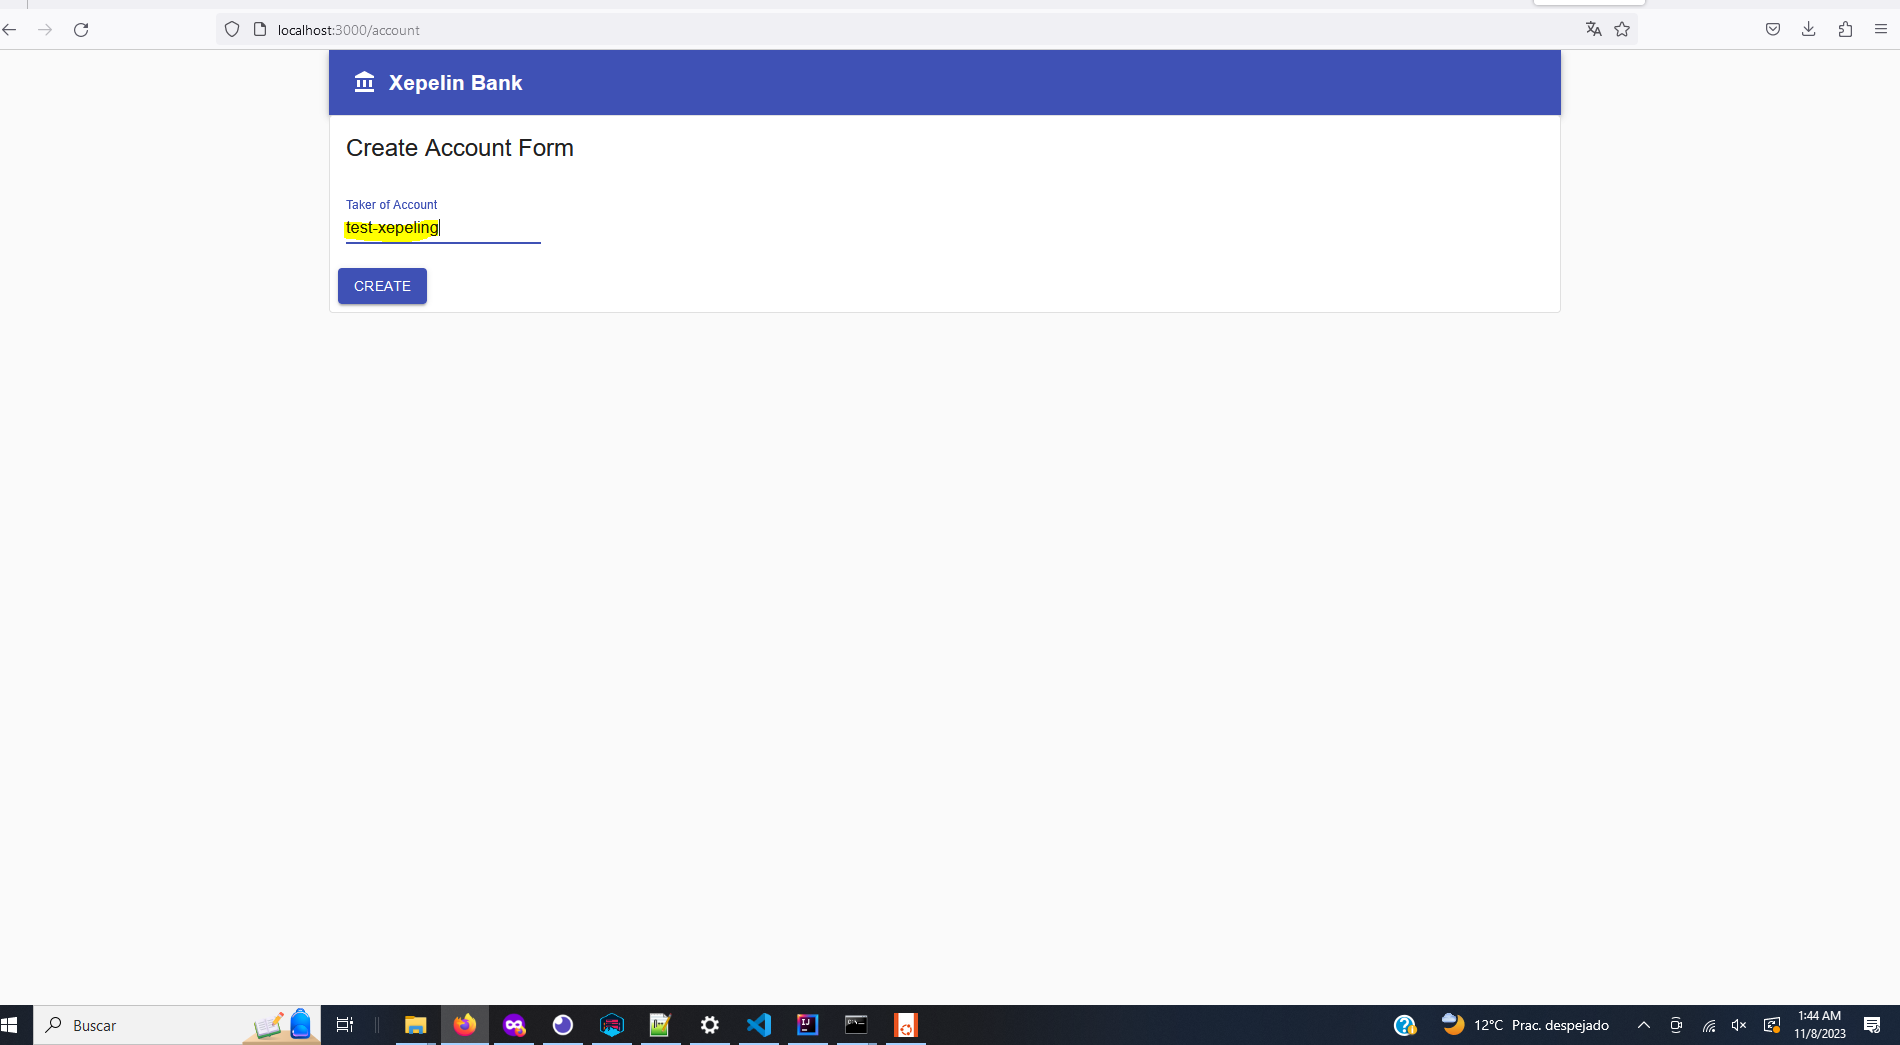 localhost:3000/account
Xepelin Bank
Create Account Form
Taker of Account
test-xepeling
CREATE
Buscar
12°C Prac. despejado
1:44 AM
11/8/2023